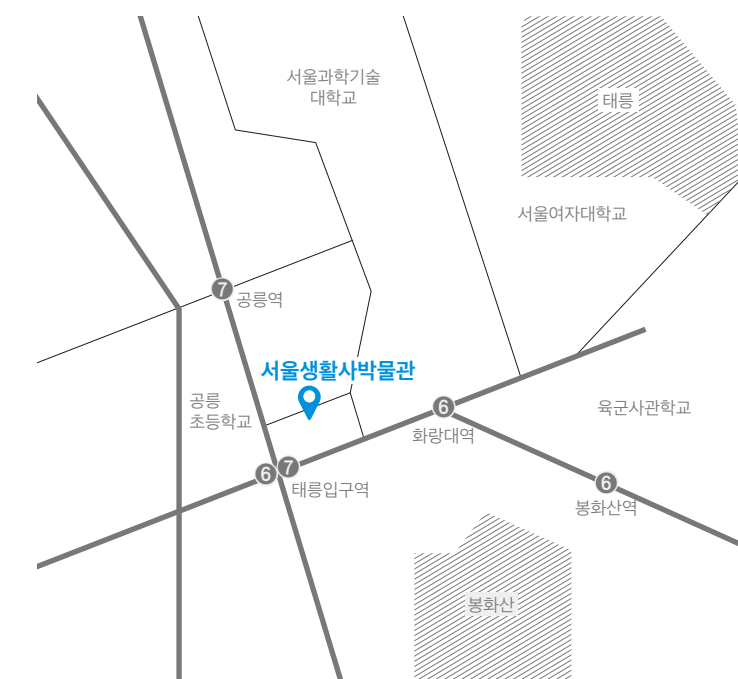 서울과학기술
대학교
태릉
서울여자대학교
7
공릉역
서울생활사박물관
공릉
초등학교
6
화랑대역
육군사관학교
6 7
태릉입구역
6
봉화산역
봉화산